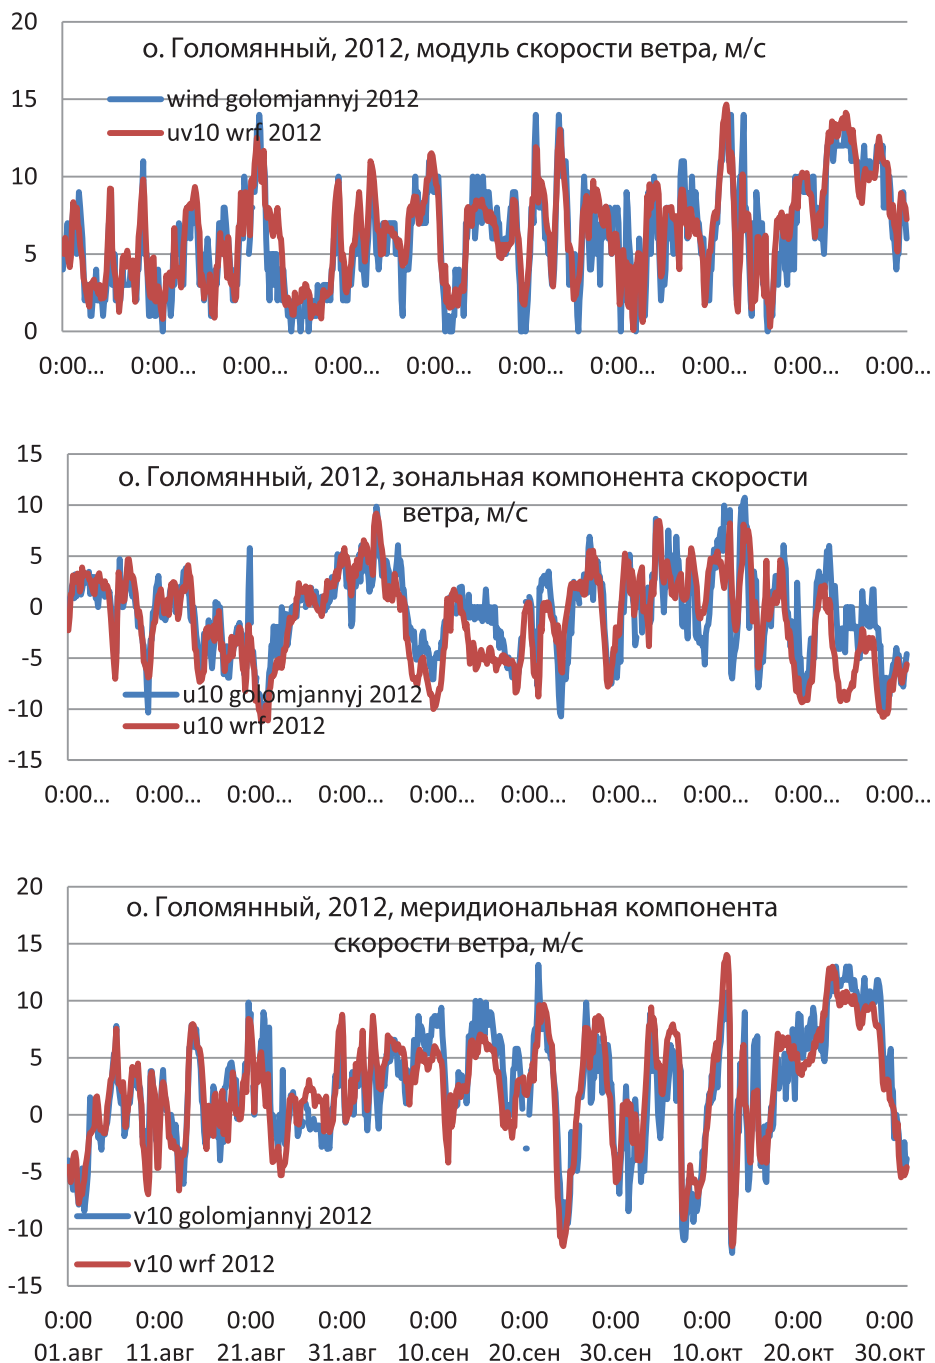 20
о. Голомянный, 2012, модуль скорости ветра, м/с
15
wind golomjannyj 2012
uv10 wrf 2012
10
5
0
0:00... 0:00... 0:00... 0:00... 0:00... 0:00... 0:00... 0:00... 0:00... 0:00...
15
о. Голомянный, 2012, зональная компонента скорости
ветра, м/с
10
5
0
-5
u10 golomjannyj 2012
u10 wrf 2012
-10
-15
0:00... 0:00... 0:00... 0:00... 0:00... 0:00... 0:00... 0:00... 0:00... 0:00...
20
о. Голомянный, 2012, меридиональная компонента
скорости ветра, м/с
15
10
5
0
-5
v10 golomjannyj 2012
-10
v10 wrf 2012
-15
0:00 0:00 0:00 0:00 0:00 0:00 0:00 0:00 0:00 0:00
01.авг 11.авг 21.авг 31.авг 10.сен 20.сен 30.сен 10.окт 20.окт 30.окт